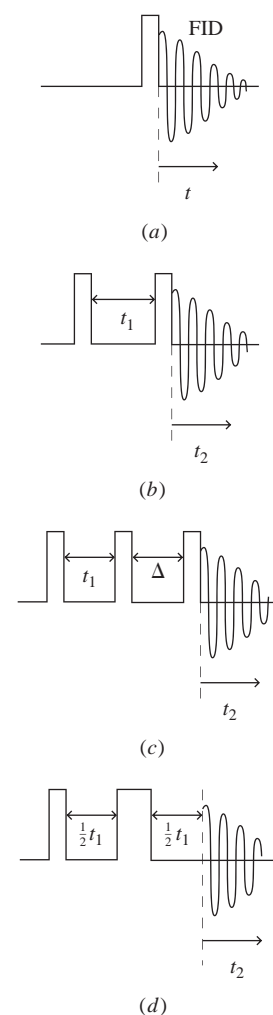 FID
t
(a)
t₁
t₂
(b)
t₁ Δ
t₂
(c)
½t₁ ½t₁
t₂
(d)